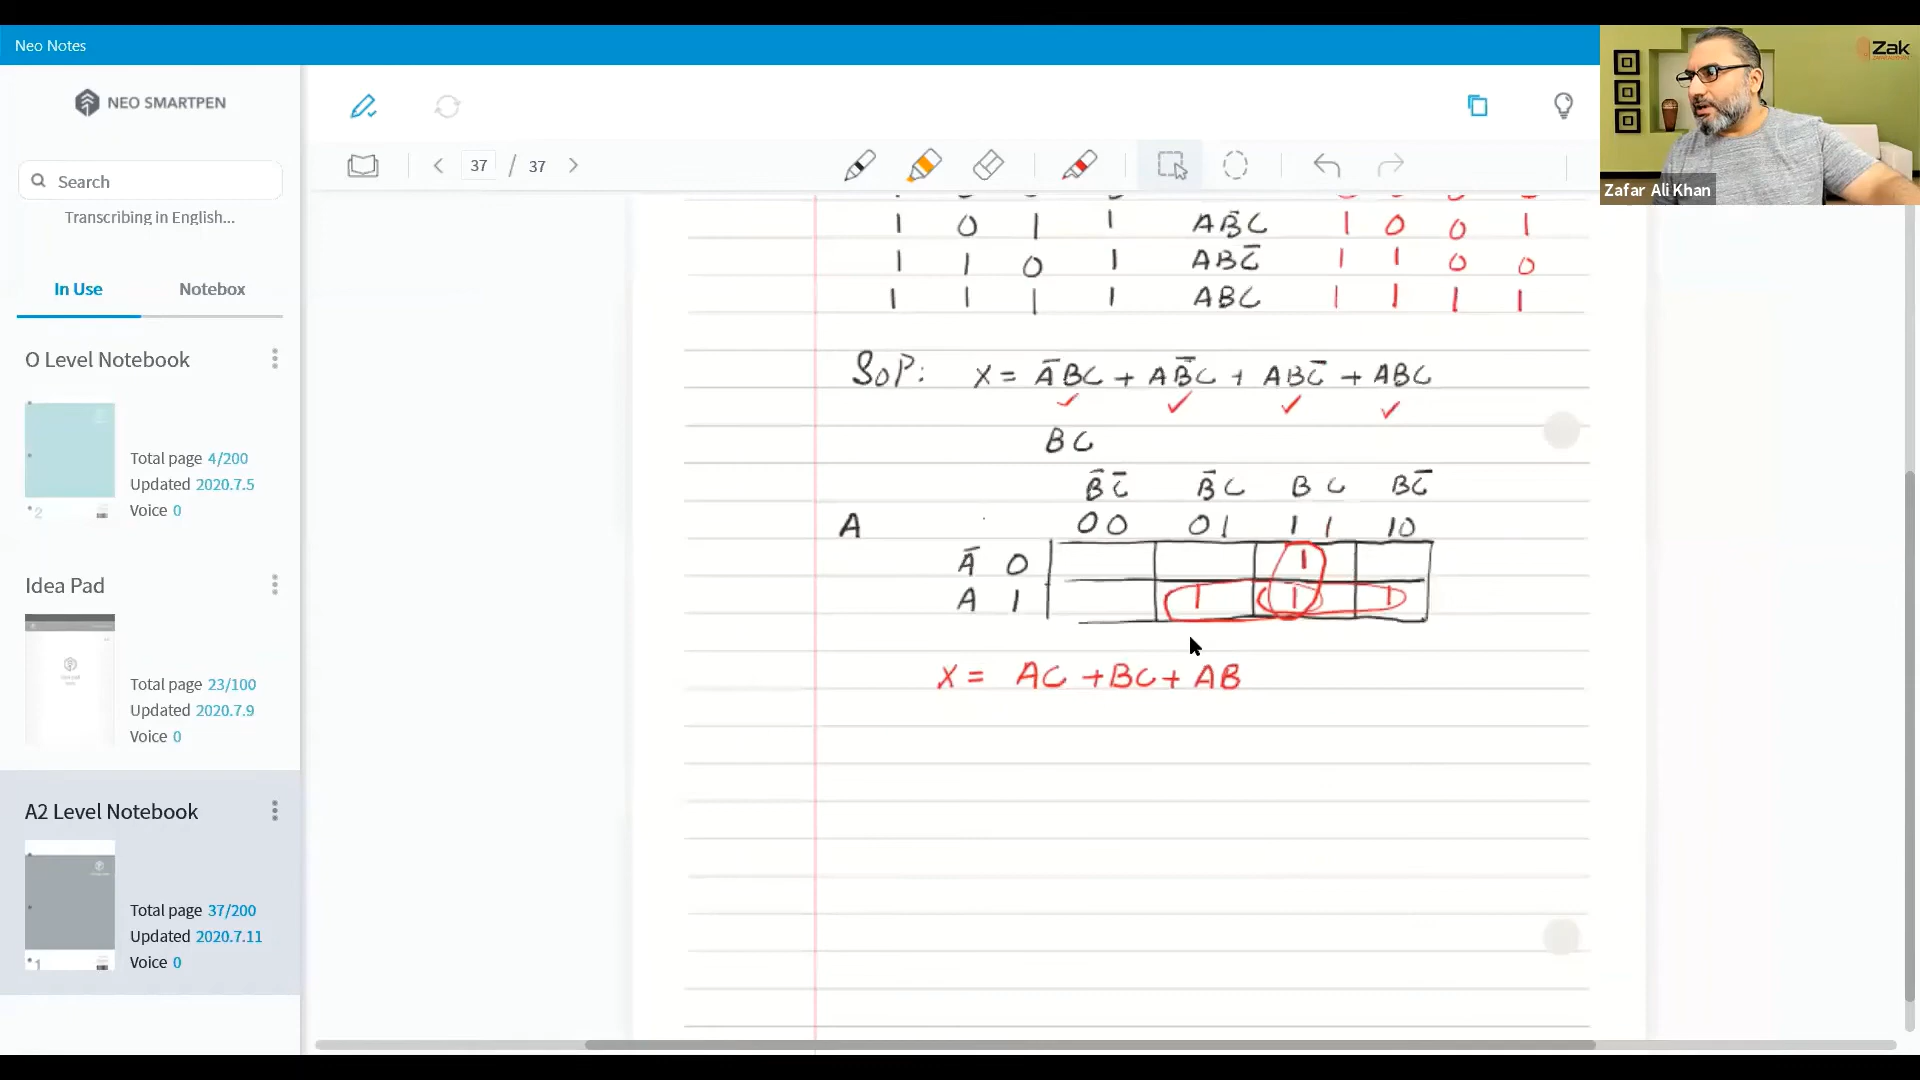 Neo Notes
NEO SMARTPEN
Search
Transcribing in English...
In Use Notebox
O Level Notebook
Total page 4/200
Updated 2020.7.5
Voice 0
2
Idea Pad
Total page 23/100
Updated 2020.7.9
Voice 0
A2 Level Notebook
Total page 37/200
Updated 2020.7.11
Voice 0
1
37 / 37
Zak
Zafar Ali Khan
1 0 1 1 AB̄C 1 0 0 1
1 1 0 1 ABC̄ 1 1 0 0
1 1 1 1 ABC 1 1 1 1
SoP: X = ĀBC + AB̄C + ABC̄ + ABC
✓ ✓ ✓ ✓
BC
B̄C̄ B̄C BC BC̄
A 00 01 11 10
Ā 0 1
A 1 1 1 1
X = AC + BC + AB